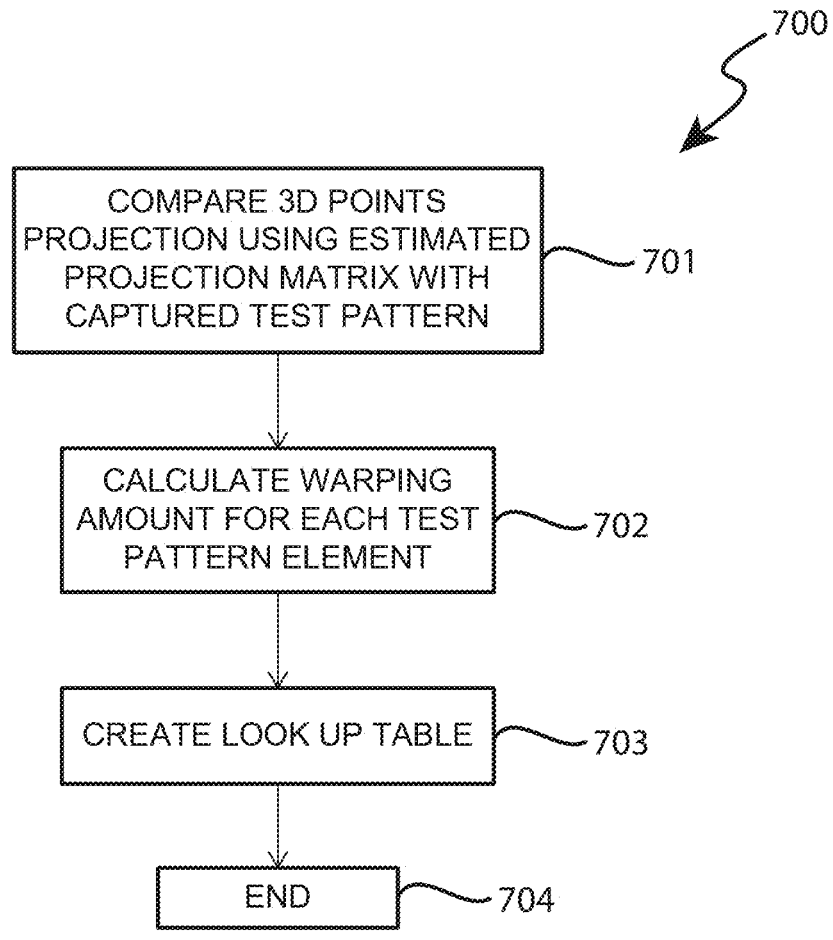 700
COMPARE 3D POINTS
PROJECTION USING ESTIMATED
PROJECTION MATRIX WITH
CAPTURED TEST PATTERN
701
CALCULATE WARPING
AMOUNT FOR EACH TEST
PATTERN ELEMENT
702
CREATE LOOK UP TABLE
703
END
704